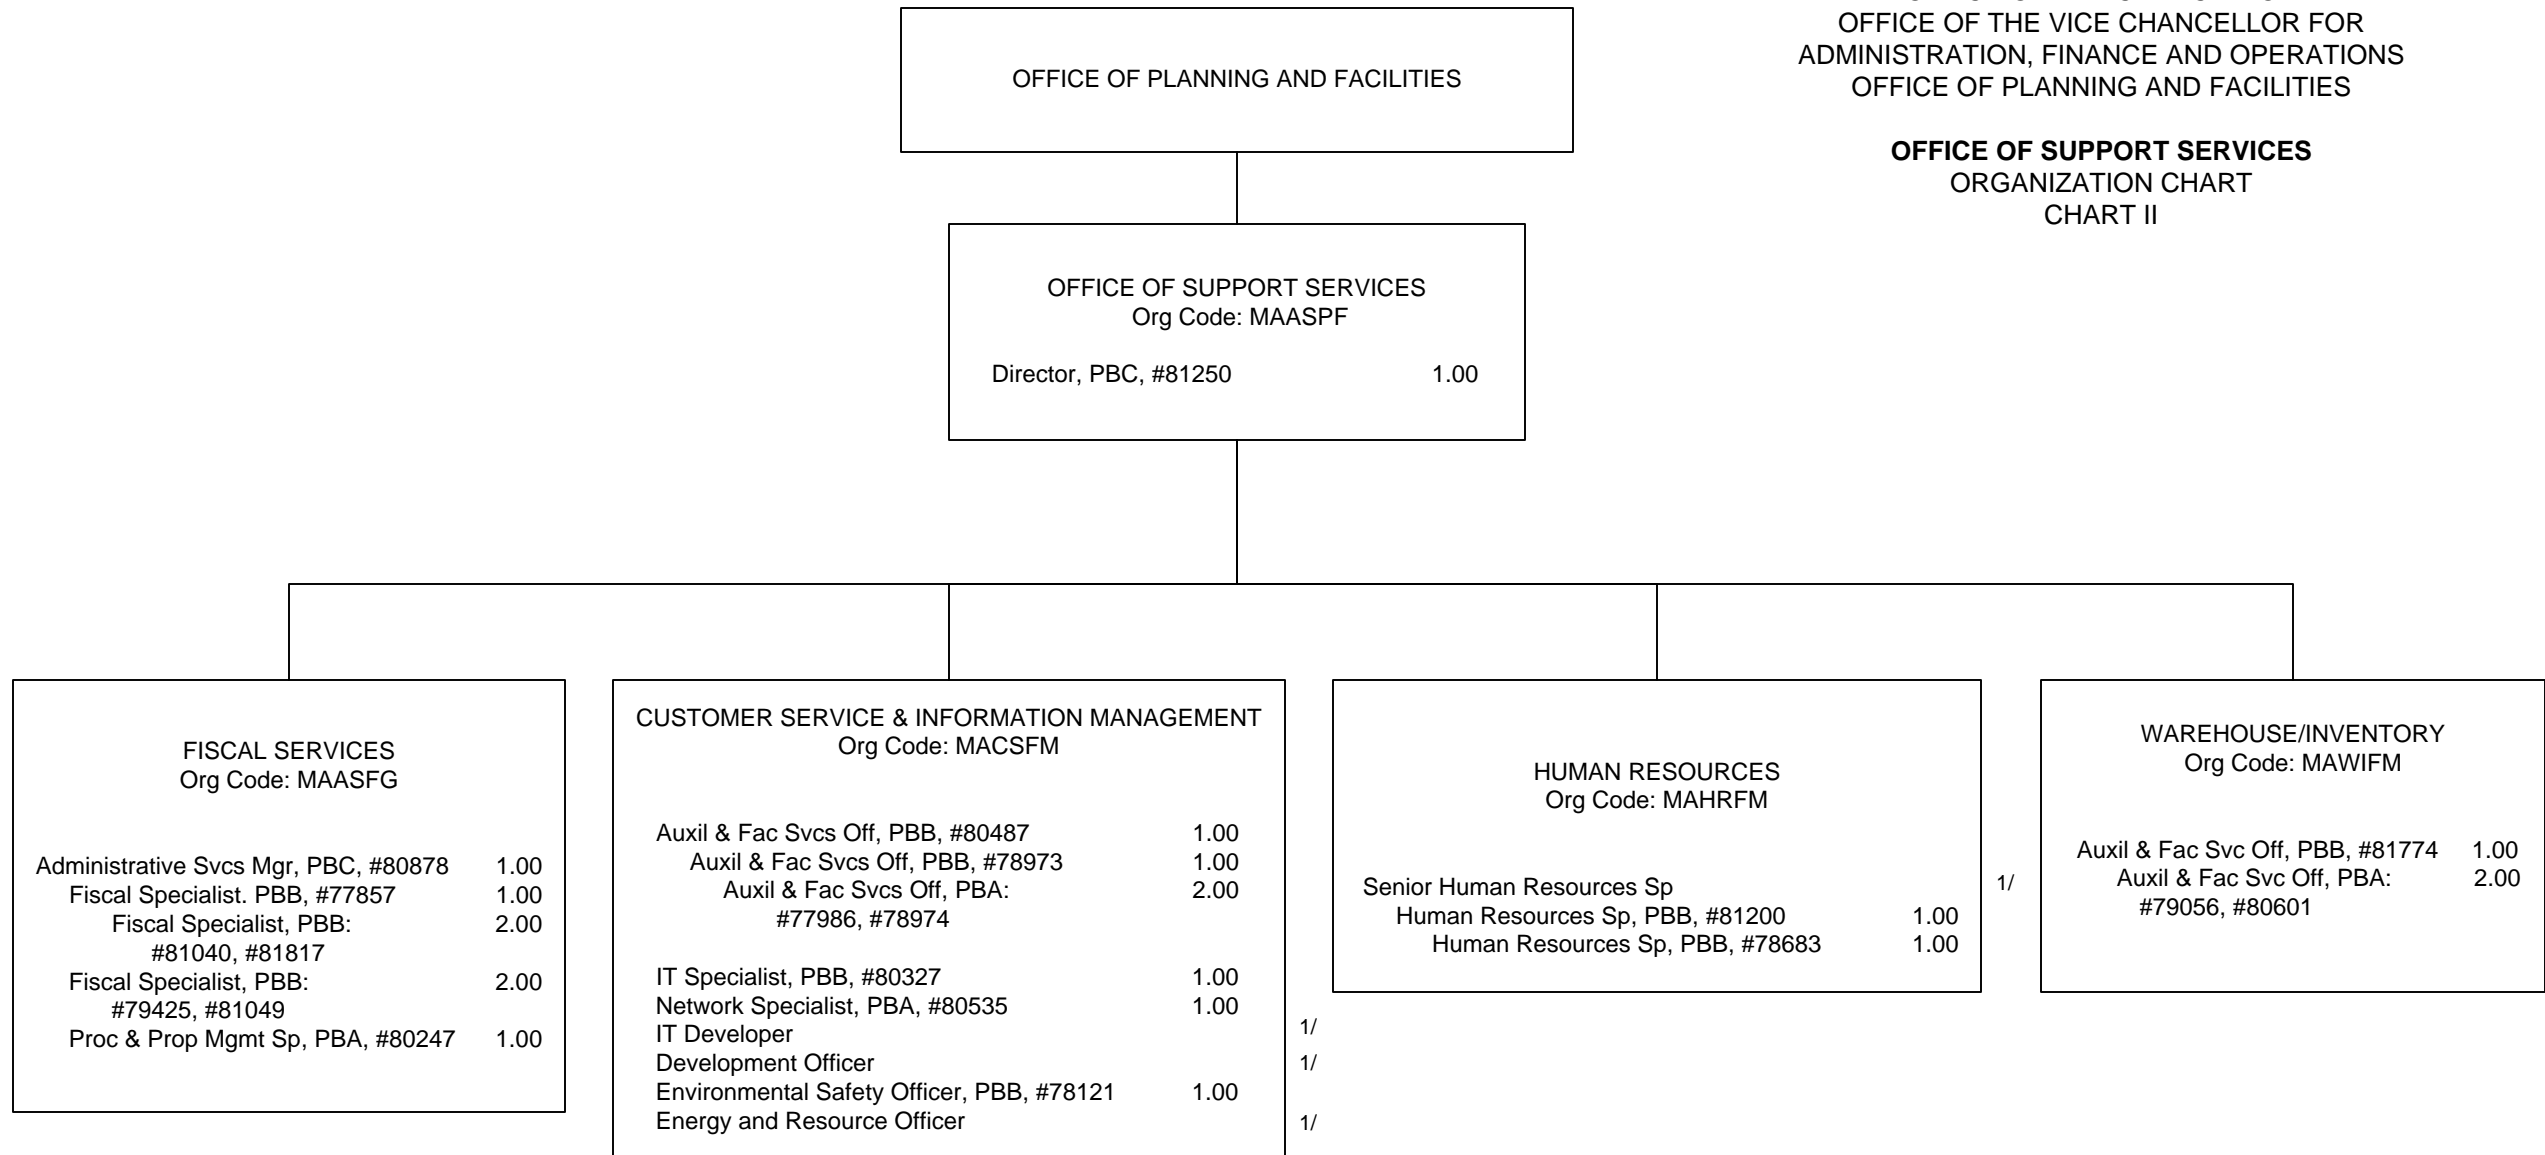 OFFICE OF THE VICE CHANCELLOR FOR
ADMINISTRATION, FINANCE AND OPERATIONS
OFFICE OF PLANNING AND FACILITIES
OFFICE OF SUPPORT SERVICES
ORGANIZATION CHART
CHART II
OFFICE OF PLANNING AND FACILITIES
OFFICE OF SUPPORT SERVICES
Org Code: MAASPF
Director, PBC, #81250 1.00
FISCAL SERVICES
Org Code: MAASFG
Administrative Svcs Mgr, PBC, #80878 1.00
Fiscal Specialist. PBB, #77857 1.00
Fiscal Specialist, PBB: 2.00
#81040, #81817
Fiscal Specialist, PBB: 2.00
#79425, #81049
Proc & Prop Mgmt Sp, PBA, #80247 1.00
CUSTOMER SERVICE & INFORMATION MANAGEMENT
Org Code: MACSFM
Auxil & Fac Svcs Off, PBB, #80487 1.00
Auxil & Fac Svcs Off, PBB, #78973 1.00
Auxil & Fac Svcs Off, PBA: 2.00
#77986, #78974
IT Specialist, PBB, #80327 1.00
Network Specialist, PBA, #80535 1.00
IT Developer 1/
Development Officer 1/
Environmental Safety Officer, PBB, #78121 1.00
Energy and Resource Officer 1/
HUMAN RESOURCES
Org Code: MAHRFM
Senior Human Resources Sp 1/
Human Resources Sp, PBB, #81200 1.00
Human Resources Sp, PBB, #78683 1.00
WAREHOUSE/INVENTORY
Org Code: MAWIFM
Auxil & Fac Svc Off, PBB, #81774 1.00
Auxil & Fac Svc Off, PBA: 2.00
#79056, #80601